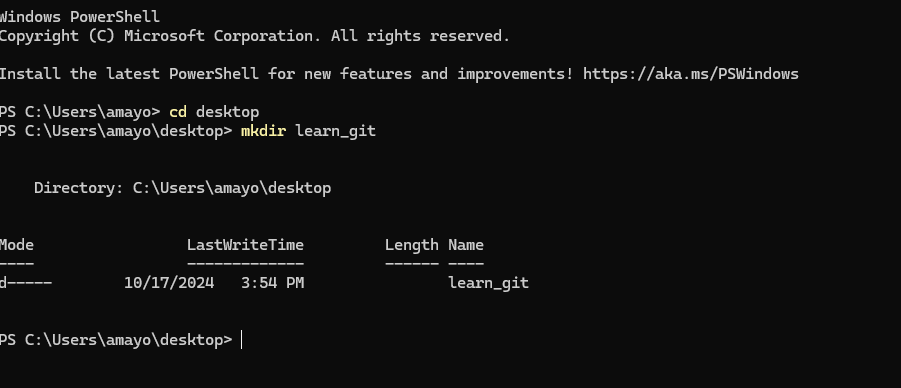 Windows PowerShell
Copyright (C) Microsoft Corporation. All rights reserved.
Install the latest PowerShell for new features and improvements! https://aka.ms/PSWindows
PS C:\Users\amayo> cd desktop
PS C:\Users\amayo\desktop> mkdir learn_git
Directory: C:\Users\amayo\desktop
Mode LastWriteTime Length Name
---- ------------- ------ ----
d----- 10/17/2024 3:54 PM learn_git
PS C:\Users\amayo\desktop>